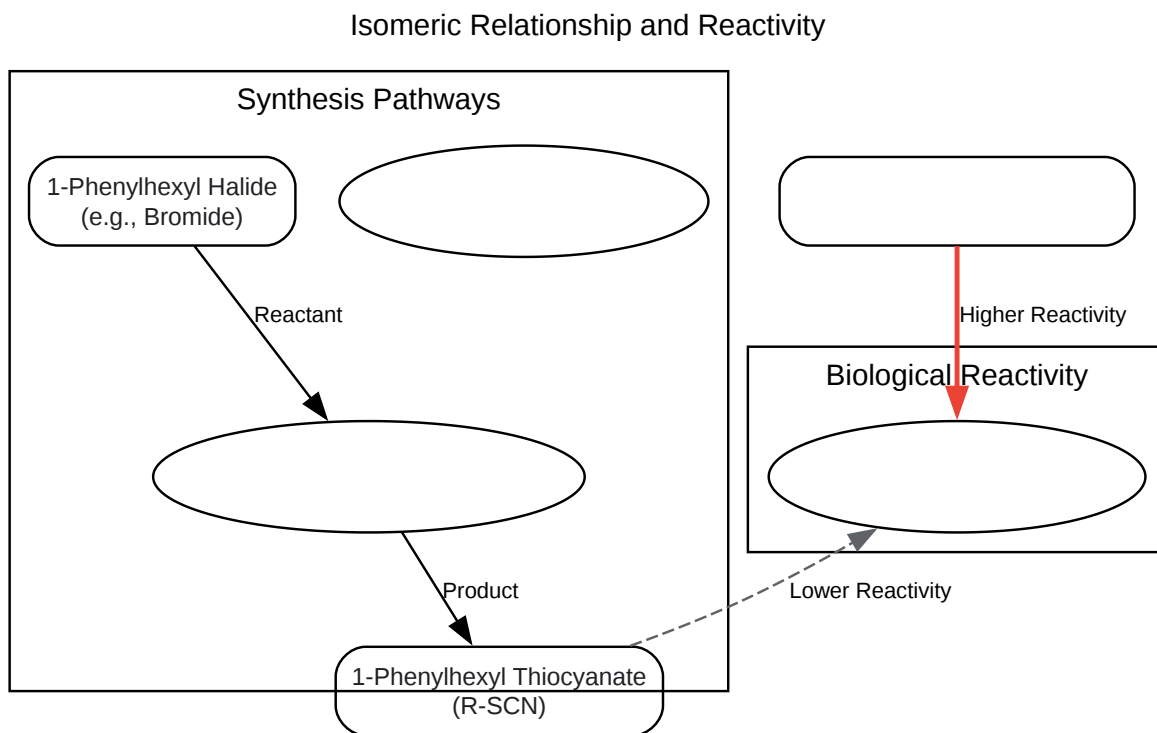 Isomeric Relationship and Reactivity
Synthesis Pathways
1-Phenylhexyl Halide
(e.g., Bromide)
Reactant
Higher Reactivity
Biological Reactivity
Product
Lower Reactivity
1-Phenylhexyl Thiocyanate
(R-SCN)